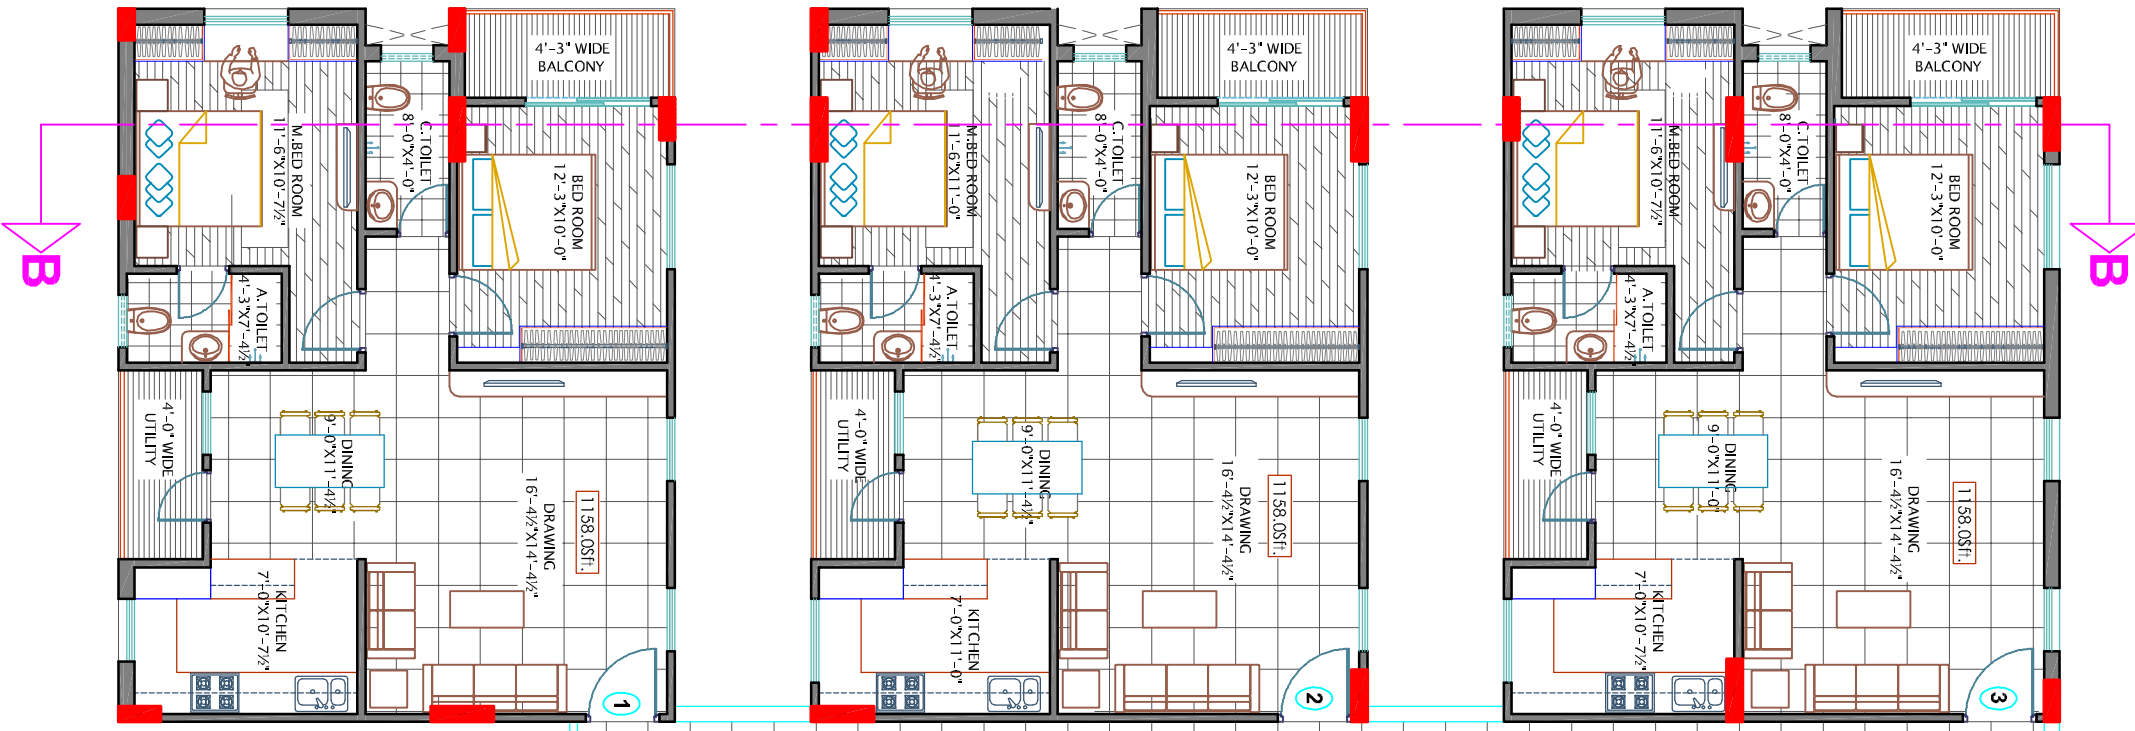 4'-3" WIDE
BALCONY
M.BED ROOM
11'-6"X10'-7½"
C.TOILET
8'-0"X4'-0"
BED ROOM
12'-3"X10'-0"
A.TOILET
4'-3"X7'-4½"
4'-0" WIDE
UTILITY
DINING
9'-0"X11'-4½"
DRAWING
16'-4½"X14'-4½"
1158.0Sft.
KITCHEN
7'-0"X10'-7½"
1
4'-3" WIDE
BALCONY
M.BED ROOM
11'-6"X11'-0"
C.TOILET
8'-0"X4'-0"
BED ROOM
12'-3"X10'-0"
A.TOILET
4'-3"X7'-4½"
4'-0" WIDE
UTILITY
DINING
9'-0"X11'-4½"
DRAWING
16'-4½"X14'-4½"
1158.0Sft.
KITCHEN
7'-0"X11'-0"
2
4'-3" WIDE
BALCONY
M.BED ROOM
11'-6"X10'-7½"
C.TOILET
8'-0"X4'-0"
BED ROOM
12'-3"X10'-0"
A.TOILET
4'-3"X7'-4½"
4'-0" WIDE
UTILITY
DINING
9'-0"X11'-0"
DRAWING
16'-4½"X14'-4½"
1158.0Sft.
KITCHEN
7'-0"X10'-7½"
3
B
B